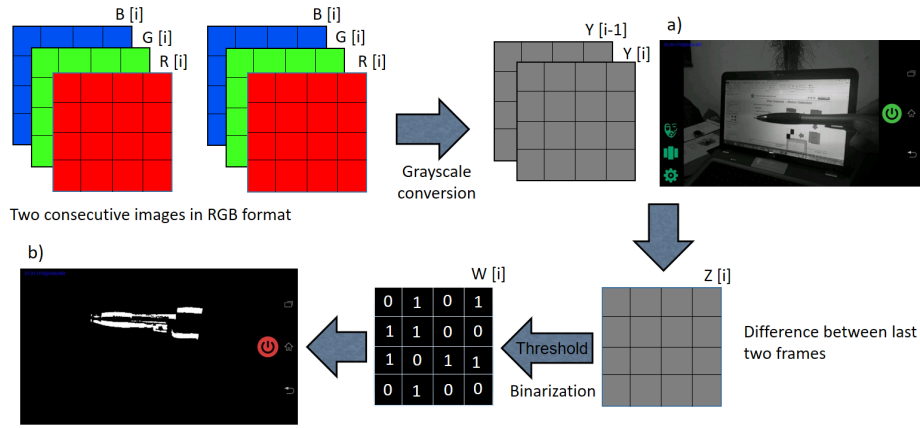 B [i]
G [i]
R [i]
B [i]
G [i]
R [i]
Y [i-1]
Y [i]
a)
Grayscale
conversion
Two consecutive images in RGB format
b)
W [i]
0 1 0 1
1 1 0 0
1 0 1 1
0 1 0 0
Threshold
Binarization
Z [i]
Difference between last
two frames